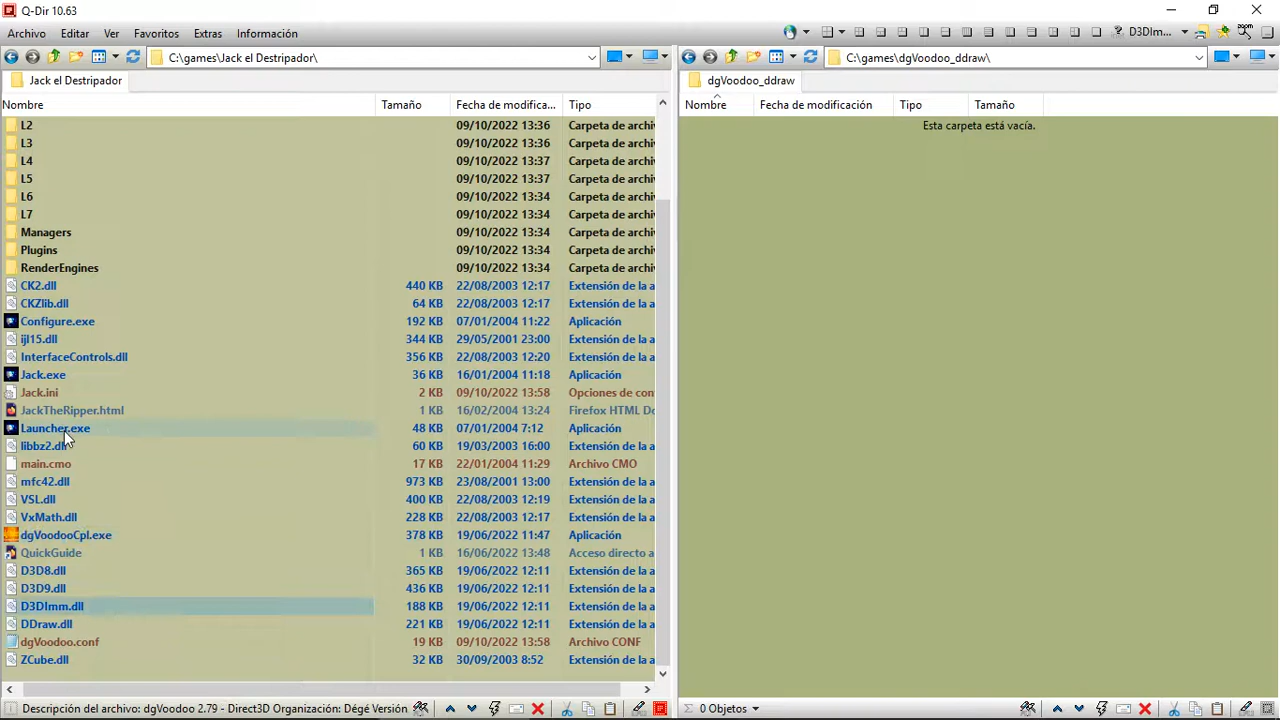 Q-Dir 10.63
Archivo Editar Ver Favoritos Extras Información D3DIm... zoom
C:\games\Jack el Destripador\ C:\games\dgVoodoo_ddraw\
Jack el Destripador dgVoodoo_ddraw
Nombre Tamaño Fecha de modifica... Tipo Nombre Fecha de modificación Tipo Tamaño
L2 09/10/2022 13:36 Carpeta de archi Esta carpeta está vacía.
L3 09/10/2022 13:36 Carpeta de archi
L4 09/10/2022 13:37 Carpeta de archi
L5 09/10/2022 13:37 Carpeta de archi
L6 09/10/2022 13:34 Carpeta de archi
L7 09/10/2022 13:34 Carpeta de archi
Managers 09/10/2022 13:34 Carpeta de archi
Plugins 09/10/2022 13:34 Carpeta de archi
RenderEngines 09/10/2022 13:34 Carpeta de archi
CK2.dll 440 KB 22/08/2003 12:17 Extensión de la a
CKZlib.dll 64 KB 22/08/2003 12:17 Extensión de la a
Configure.exe 192 KB 07/01/2004 11:22 Aplicación
ijl15.dll 344 KB 29/05/2001 23:00 Extensión de la a
InterfaceControls.dll 356 KB 22/08/2003 12:20 Extensión de la a
Jack.exe 36 KB 16/01/2004 11:18 Aplicación
Jack.ini 2 KB 09/10/2022 13:58 Opciones de con
JackTheRipper.html 1 KB 16/02/2004 13:24 Firefox HTML Do
Launcher.exe 48 KB 07/01/2004 7:12 Aplicación
libbz2.dll 60 KB 19/03/2003 16:00 Extensión de la a
main.cmo 17 KB 22/01/2004 11:29 Archivo CMO
mfc42.dll 973 KB 23/08/2001 13:00 Extensión de la a
VSL.dll 400 KB 22/08/2003 12:19 Extensión de la a
VxMath.dll 228 KB 22/08/2003 12:17 Extensión de la a
dgVoodooCpl.exe 378 KB 19/06/2022 11:47 Aplicación
QuickGuide 1 KB 16/06/2022 13:48 Acceso directo a
D3D8.dll 365 KB 19/06/2022 12:11 Extensión de la a
D3D9.dll 436 KB 19/06/2022 12:11 Extensión de la a
D3DImm.dll 188 KB 19/06/2022 12:11 Extensión de la a
DDraw.dll 221 KB 19/06/2022 12:11 Extensión de la a
dgVoodoo.conf 19 KB 09/10/2022 13:58 Archivo CONF
ZCube.dll 32 KB 30/09/2003 8:52 Extensión de la a
Descripción del archivo: dgVoodoo 2.79 - Direct3D Organización: Dégé Versión 0 Objetos